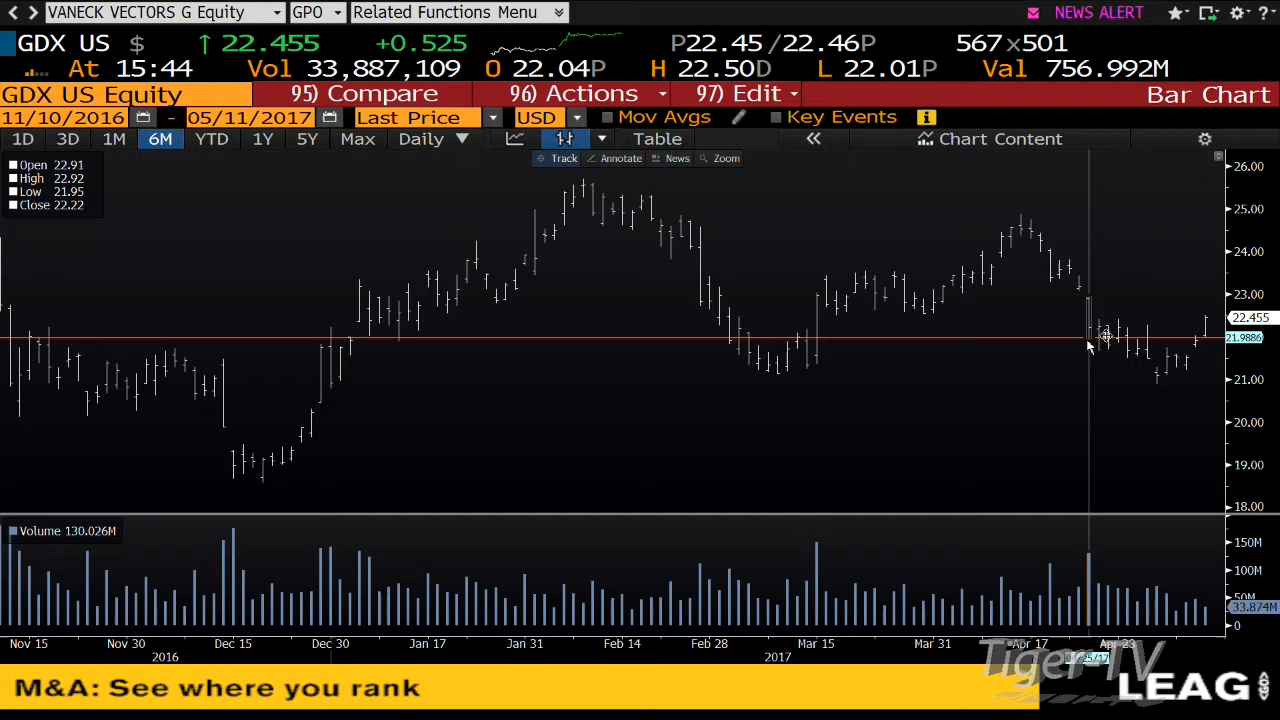 VANECK VECTORS G Equity GPO Related Functions Menu NEWS ALERT
GDX US $ ↑ 22.455 +0.525 P22.45 /22.46P 567x501
At 15:44 Vol 33,887,109 O 22.04P H 22.50D L 22.01P Val 756.992M
GDX US Equity 95) Compare 96) Actions 97) Edit Bar Chart
11/10/2016 - 05/11/2017 Last Price USD Mov Avgs Key Events
1D 3D 1M 6M YTD 1Y 5Y Max Daily Table Chart Content
Track Annotate News Zoom
Open 22.91
High 22.92
Low 21.95
Close 22.22
26.00
25.00
24.00
23.00
22.455
21.9886
21.00
20.00
19.00
18.00
Volume 130.026M
150M
100M
50M
33.874M
0
Nov 15 Nov 30 Dec 15 Dec 30 Jan 17 Jan 31 Feb 14 Feb 28 Mar 15 Mar 31 Apr 17
2016 2017
Tiger-TV
M&A: See where you rank
LEAG
GO